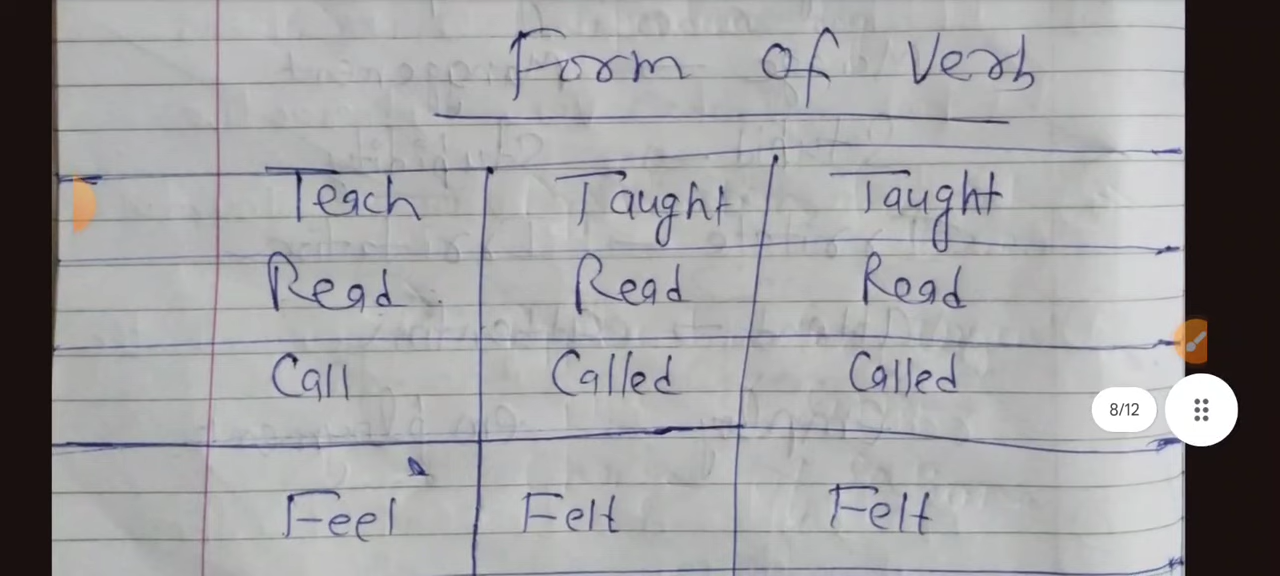 Form of Verb
Teach Taught Taught
Read Read Read
Call Called Called
8/12
Feel Felt Felt